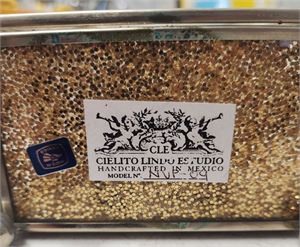 CLE
CIELITO LINDO ESTUDIO
HANDCRAFTED IN MEXICO
MODEL Nº.